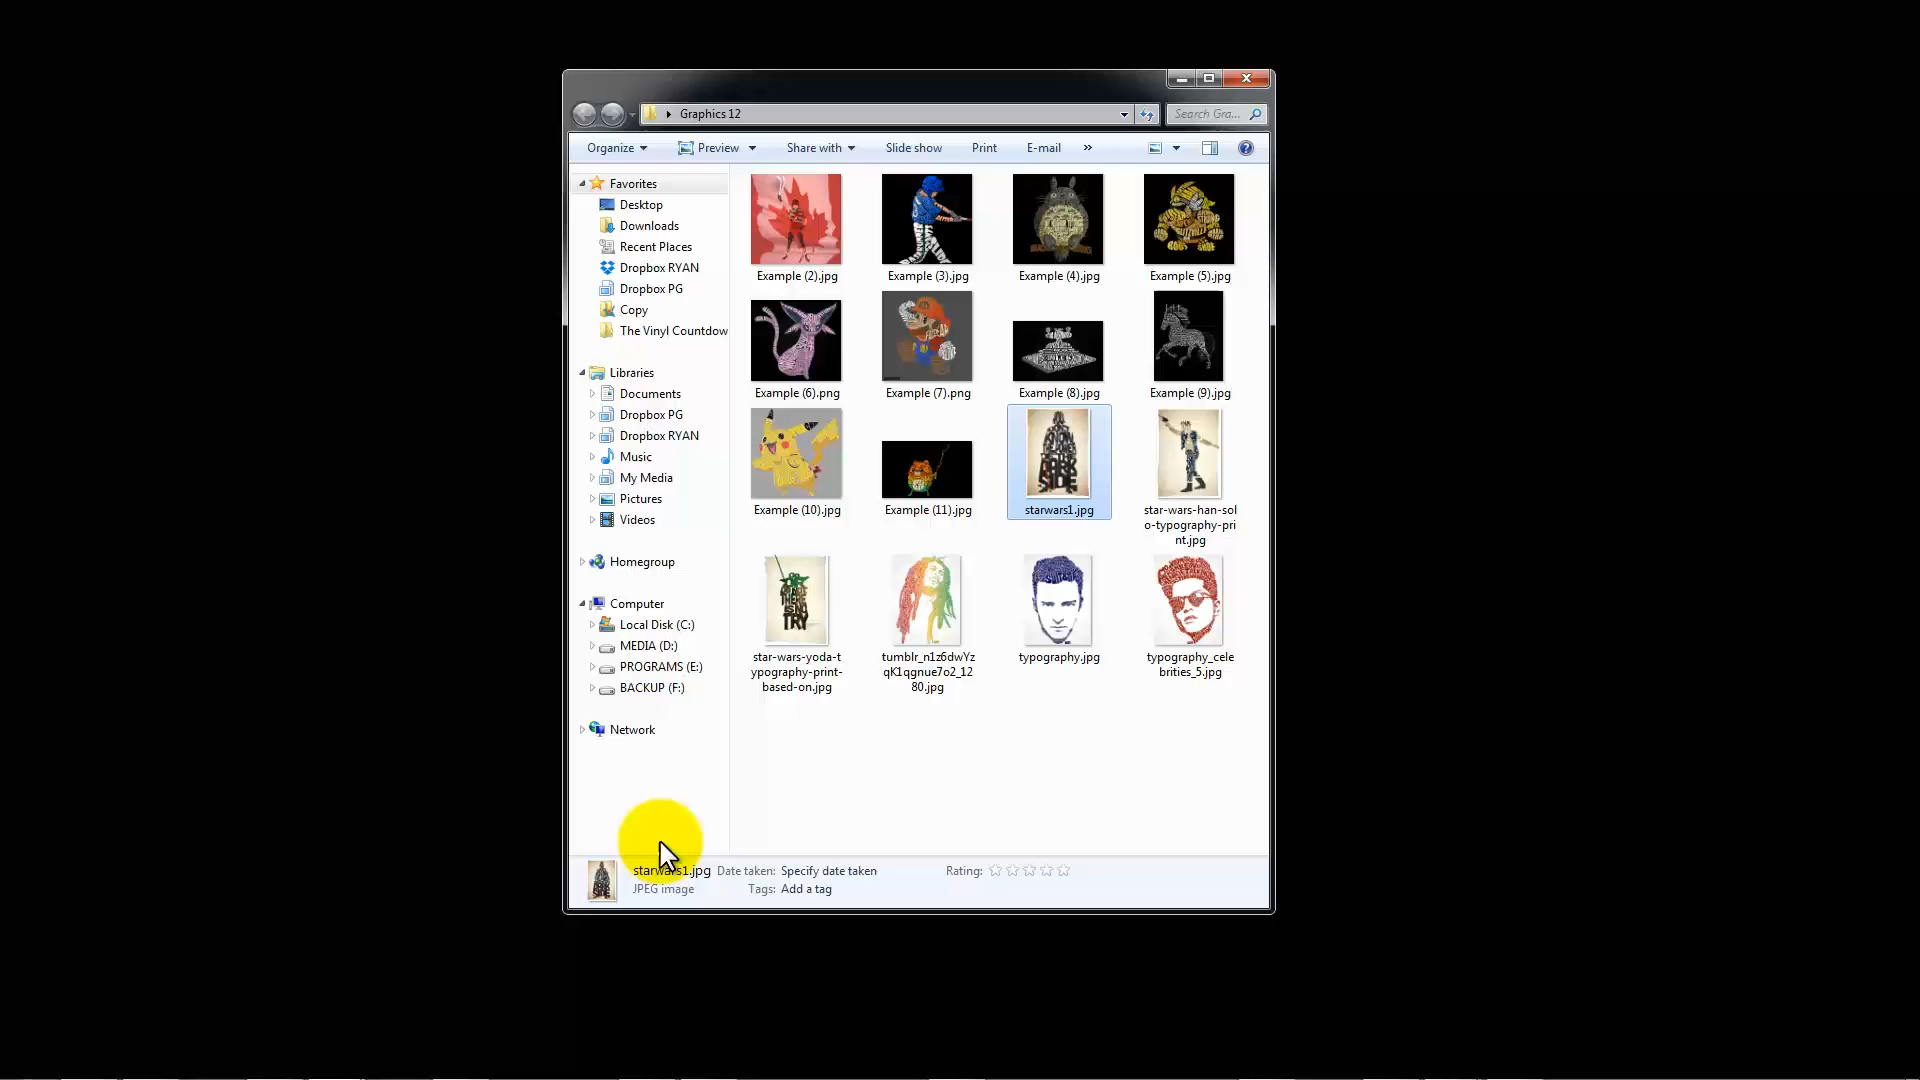 Graphics 12
Search Gra...
Organize
Preview
Share with
Slide show
Print
E-mail
»
Favorites
Desktop
Downloads
Recent Places
Dropbox RYAN
Dropbox PG
Copy
The Vinyl Countdow
Libraries
Documents
Dropbox PG
Dropbox RYAN
Music
My Media
Pictures
Videos
Homegroup
Computer
Local Disk (C:)
MEDIA (D:)
PROGRAMS (E:)
BACKUP (F:)
Network
Example (2).jpg
Example (3).jpg
Example (4).jpg
Example (5).jpg
Example (6).png
Example (7).png
Example (8).jpg
Example (9).jpg
Example (10).jpg
Example (11).jpg
DARK
SIDE
starwars1.jpg
star-wars-han-sol
o-typography-pri
nt.jpg
THERE
IS NO
TRY
star-wars-yoda-t
ypography-print-
based-on.jpg
tumblr_n1z6dwYz
qK1qgnue7o2_12
80.jpg
typography.jpg
typography_cele
brities_5.jpg
starwars1.jpg
JPEG image
Date taken: Specify date taken
Tags: Add a tag
Rating: